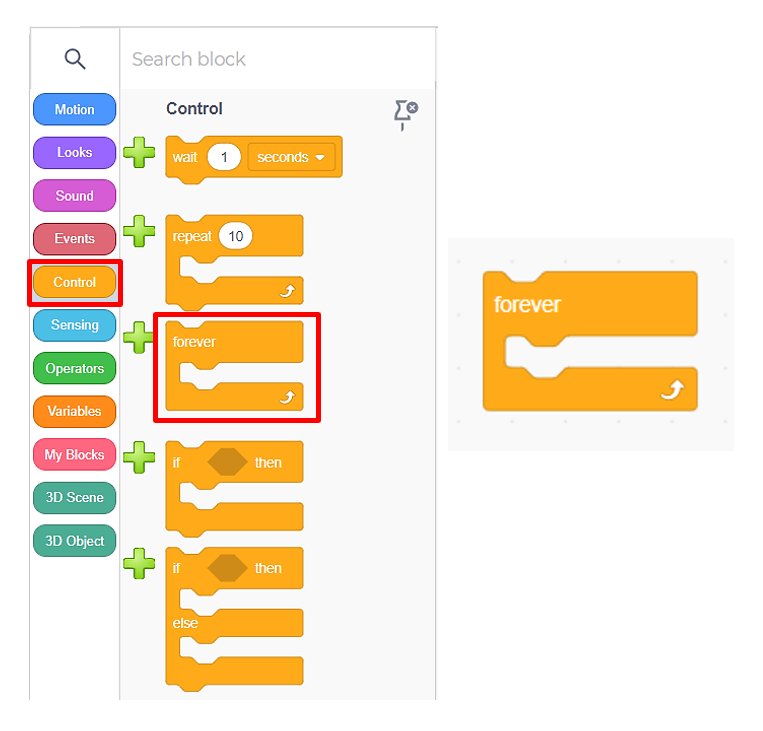 Search block
Motion
Looks
Sound
Events
Control
Sensing
Operators
Variables
My Blocks
3D Scene
3D Object
Control
wait 1 seconds
repeat 10
forever
if then
if then
else
forever